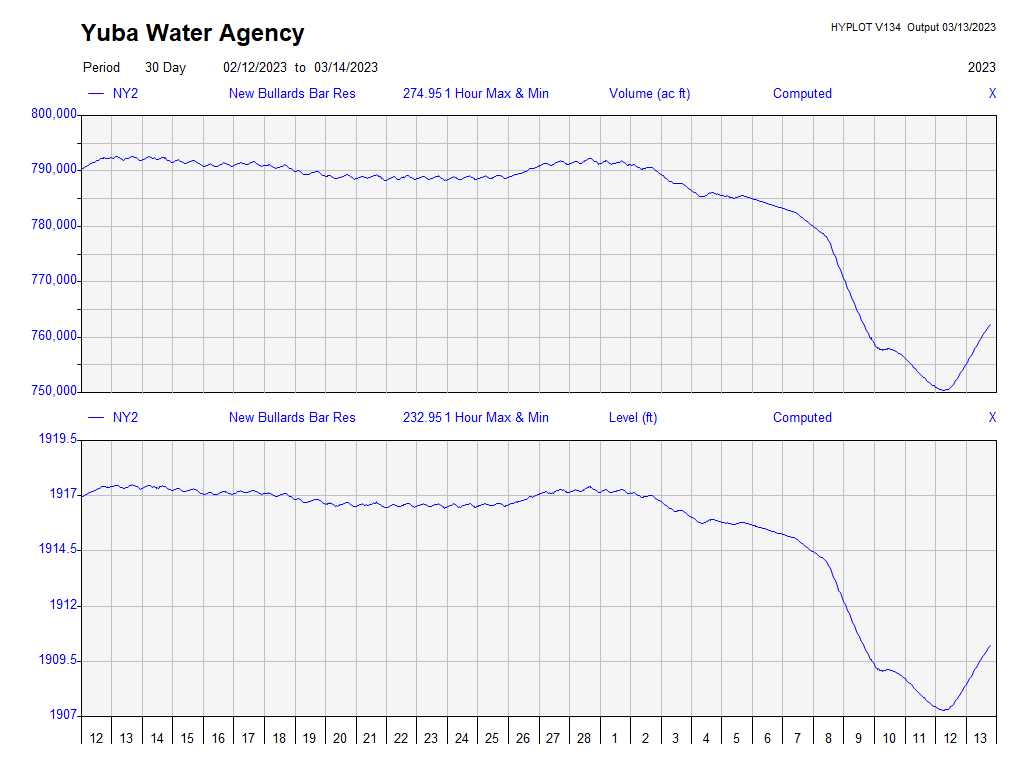 Yuba Water Agency
HYPLOT V134 Output 03/13/2023
Period 30 Day 02/12/2023 to 03/14/2023 2023
NY2 New Bullards Bar Res 274.95 1 Hour Max & Min Volume (ac ft) Computed X
800,000
790,000
780,000
770,000
760,000
750,000
NY2 New Bullards Bar Res 232.95 1 Hour Max & Min Level (ft) Computed X
1919.5
1917
1914.5
1912
1909.5
1907
12 13 14 15 16 17 18 19 20 21 22 23 24 25 26 27 28 1 2 3 4 5 6 7 8 9 10 11 12 13